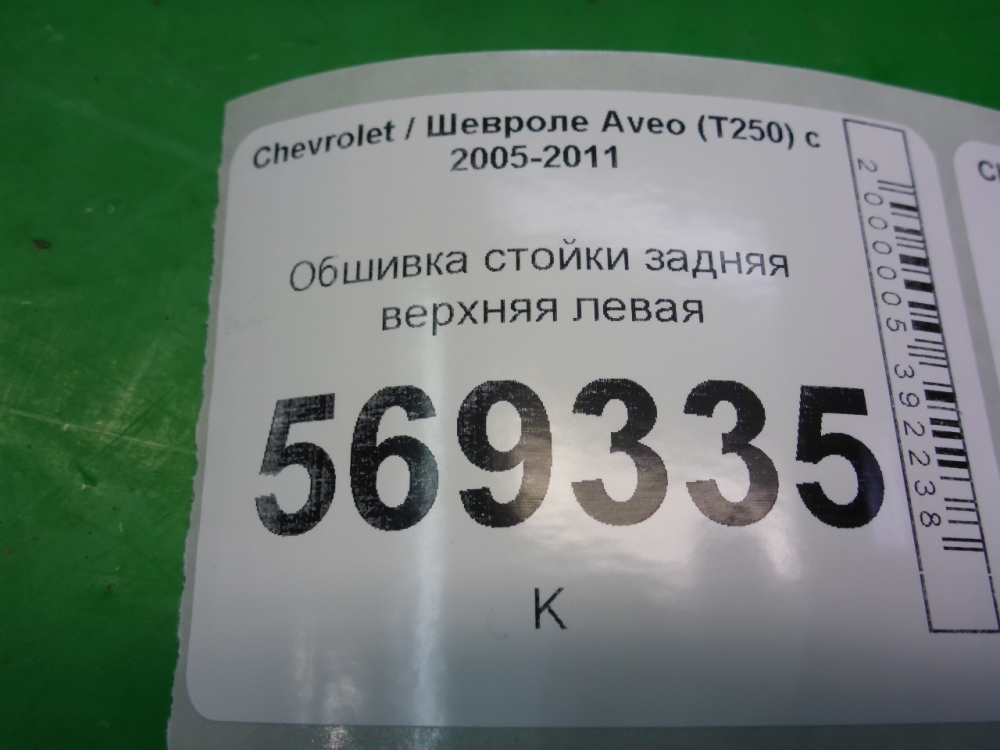 Chevrolet / Шевроле Aveo (T250) с
2005-2011
Обшивка стойки задняя
верхняя левая
569335
К
2000005392238